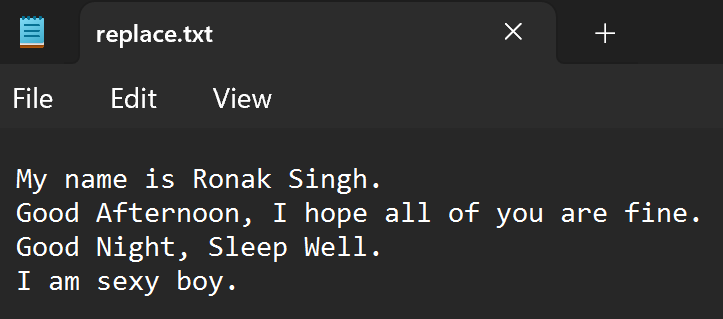 replace.txt
File Edit View
My name is Ronak Singh.
Good Afternoon, I hope all of you are fine.
Good Night, Sleep Well.
I am sexy boy.